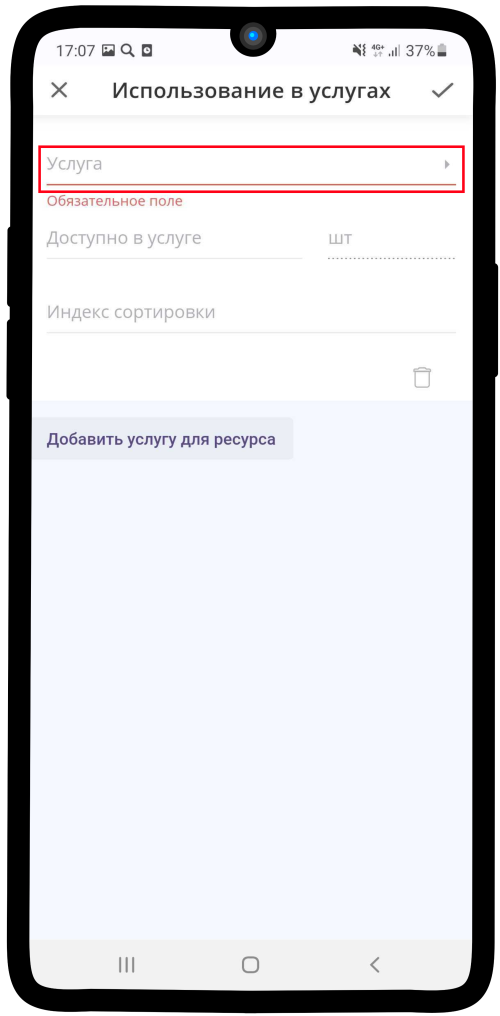 17:07 4G+ 37%
Использование в услугах
Услуга
Обязательное поле
Доступно в услуге шт
Индекс сортировки
Добавить услугу для ресурса